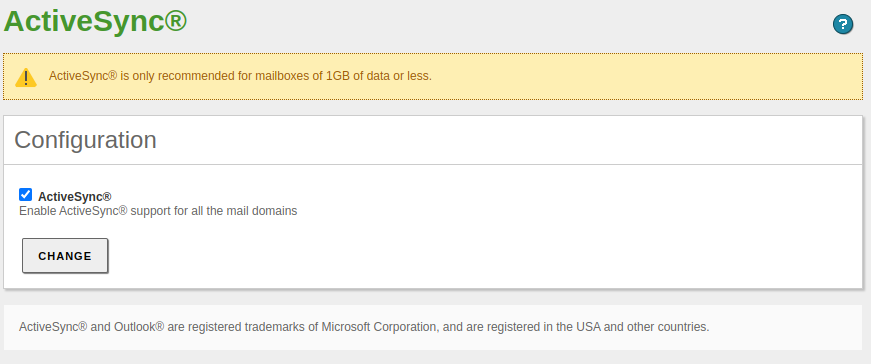 ActiveSync®
?
ActiveSync® is only recommended for mailboxes of 1GB of data or less.
Configuration
ActiveSync®
Enable ActiveSync® support for all the mail domains
CHANGE
ActiveSync® and Outlook® are registered trademarks of Microsoft Corporation, and are registered in the USA and other countries.